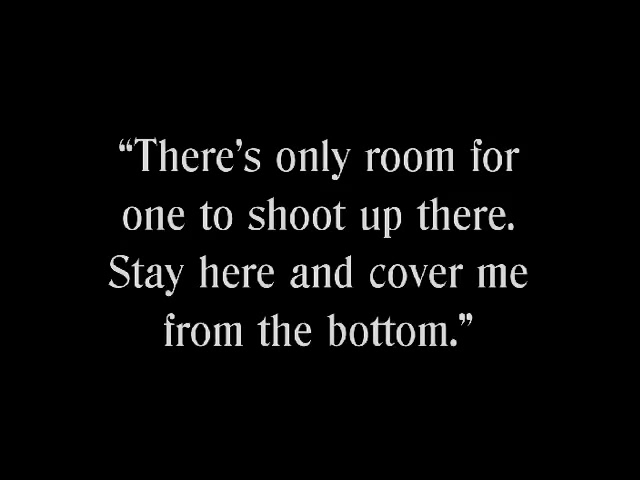 “There’s only room for
one to shoot up there.
Stay here and cover me
from the bottom.”